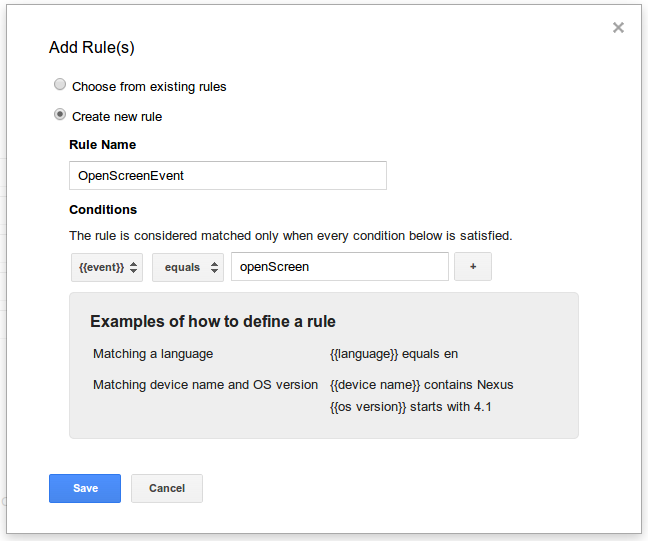 ×
Add Rule(s)
Choose from existing rules
Create new rule
Rule Name
OpenScreenEvent
Conditions
The rule is considered matched only when every condition below is satisfied.
{{event}} equals openScreen +
Examples of how to define a rule
Matching a language {{language}} equals en
Matching device name and OS version {{device name}} contains Nexus
{{os version}} starts with 4.1
Save Cancel